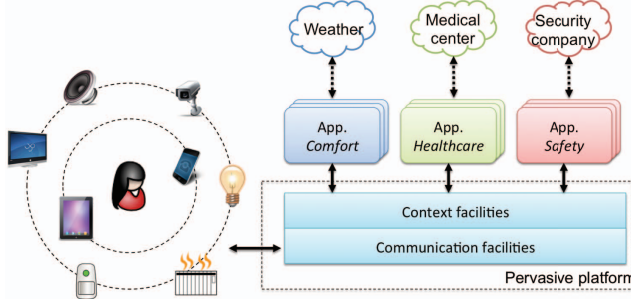 Weather
Medical
center
Security
company
App.
Comfort
App.
Healthcare
App.
Safety
Context facilities
Communication facilities
Pervasive platform